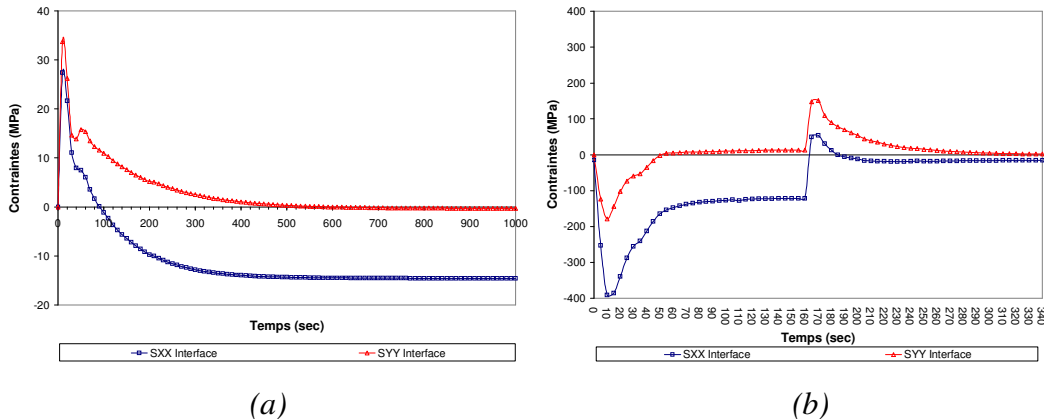 40
30
20
10
0
-10
-20
0 100 200 300 400 500 600 700 800 900 1000
Contraintes (MPa)
Temps (sec)
SXX Interface SYY Interface
(a)
400
300
200
100
0
-100
-200
-300
-400
0 10 20 30 40 50 60 70 80 90 100 110 120 130 140 150 160 170 180 190 200 210 220 230 240 250 260 270 280 290 300 310 320 330 340
Contraintes (MPa)
Temps (sec)
SXX Interface SYY Interface
(b)